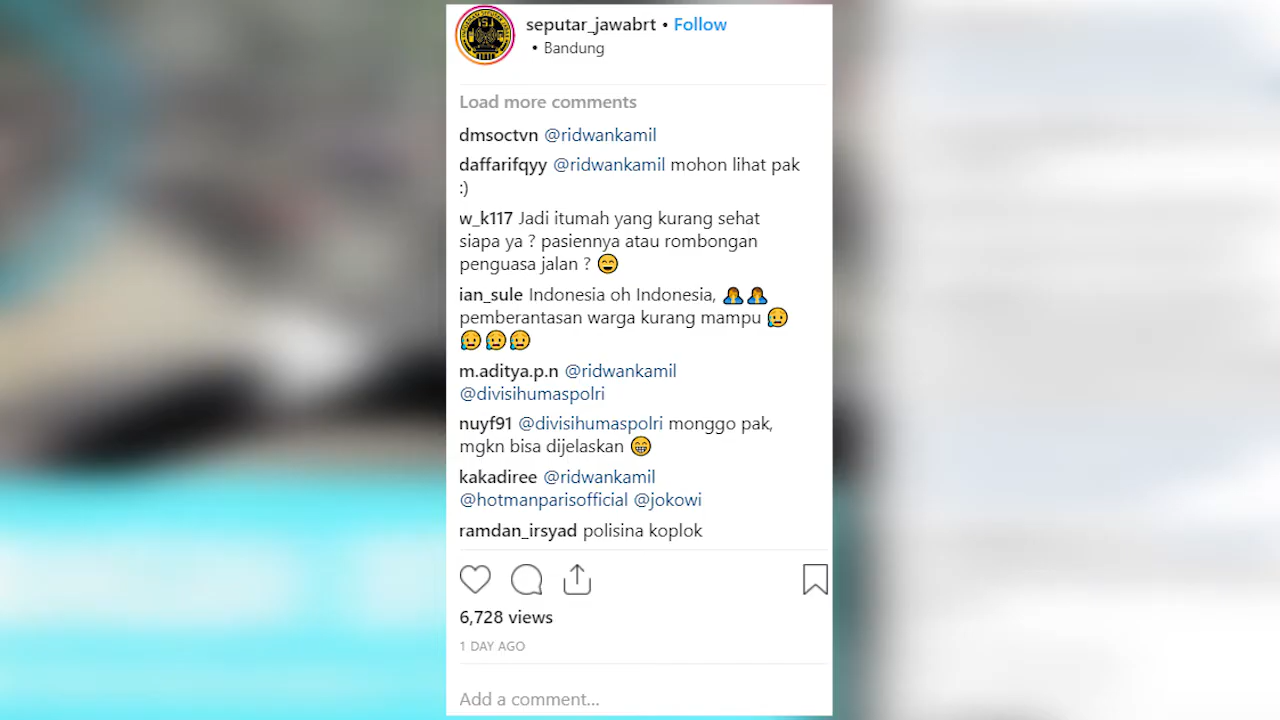 seputar_jawabrt • Follow
• Bandung
Load more comments
dmsoctvn @ridwankamil
daffarifqyy @ridwankamil mohon lihat pak
:)
w_k117 Jadi itumah yang kurang sehat
siapa ya ? pasiennya atau rombongan
penguasa jalan ? 😄
ian_sule Indonesia oh Indonesia, 🤦‍♀️🤦‍♀️
pemberantasan warga kurang mampu 😥
😥😥😥
m.aditya.p.n @ridwankamil
@divisihumaspolri
nuyf91 @divisihumaspolri monggo pak,
mgkn bisa dijelaskan 😁
kakadiree @ridwankamil
@hotmanparisofficial @jokowi
ramdan_irsyad polisina koplok
6,728 views
1 DAY AGO
Add a comment...